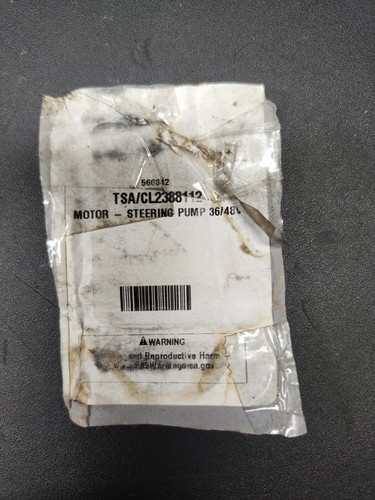 566842
TSA/CL2388112
MOTOR - STEERING PUMP 36/48V
⚠WARNING
and Reproductive Harm